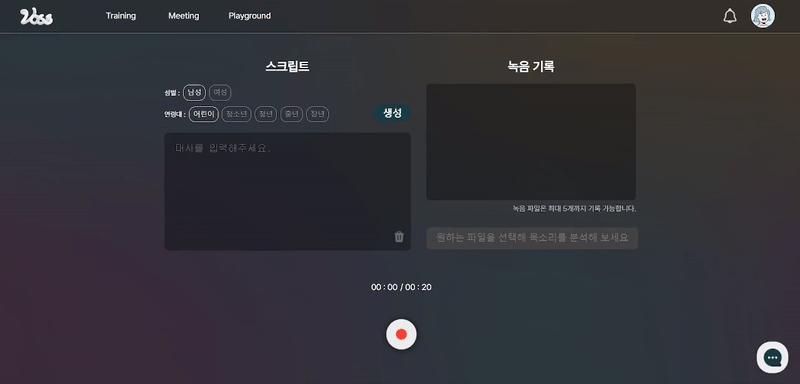 Voss
Training Meeting Playground
스크립트
성별 : 남성 여성
연령대 : 어린이 청소년 청년 중년 장년
생성
대사를 입력해주세요.
녹음 기록
녹음 파일은 최대 5개까지 기록 가능합니다.
원하는 파일을 선택해 목소리를 분석해 보세요
00 : 00 / 00 : 20